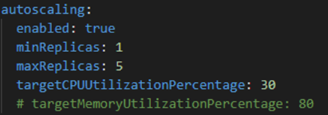 autoscaling:
  enabled: true
  minReplicas: 1
  maxReplicas: 5
  targetCPUUtilizationPercentage: 30
  # targetMemoryUtilizationPercentage: 80